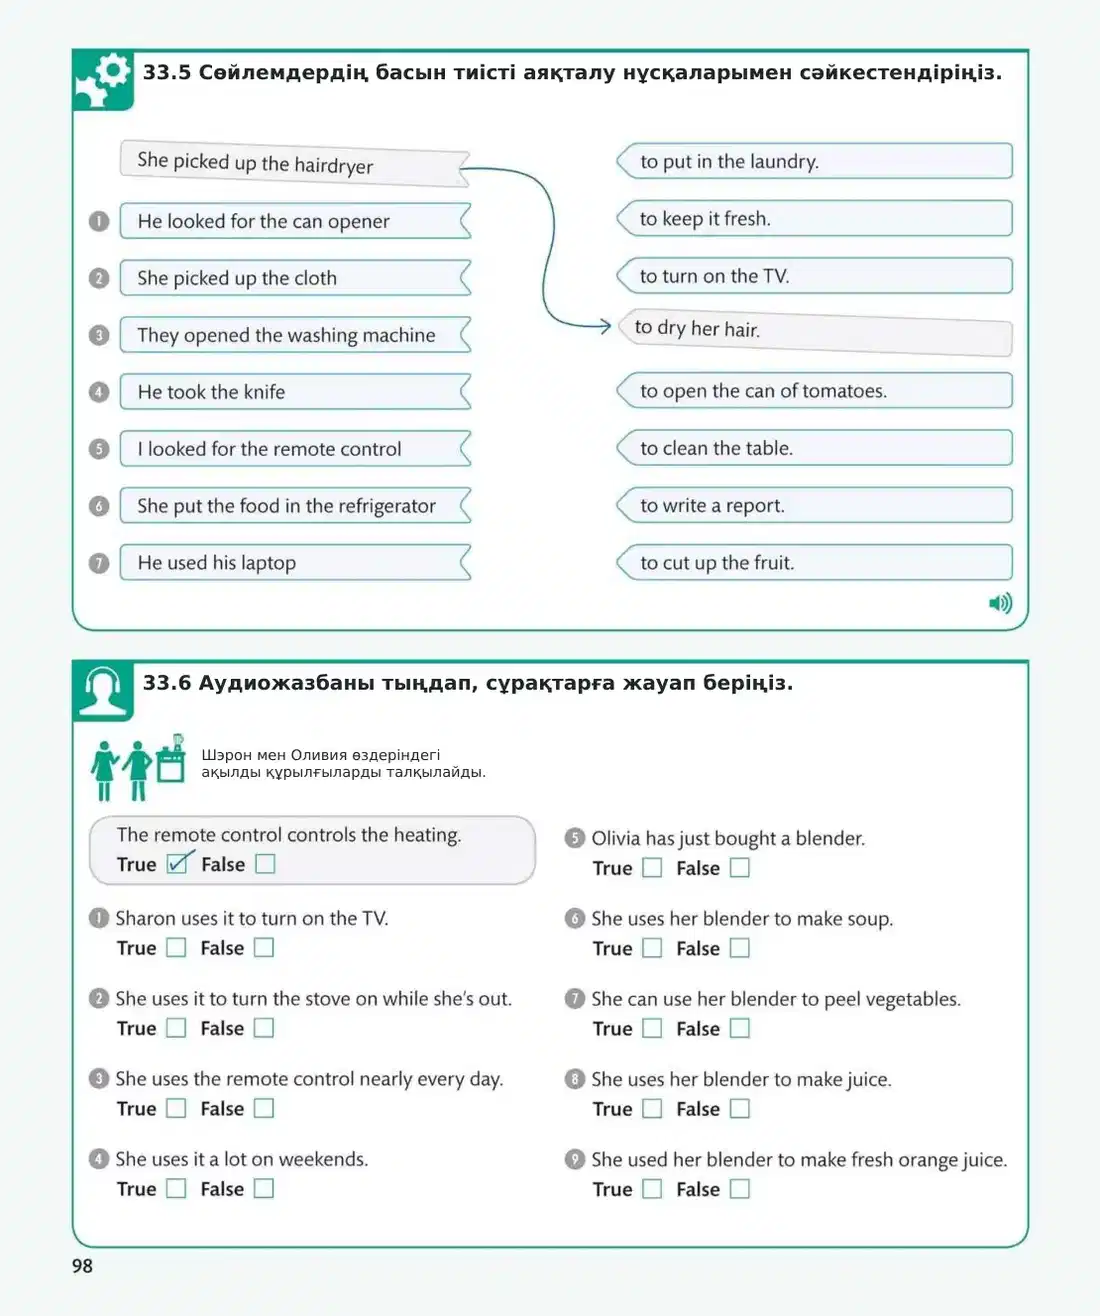 33.5 Сөйлемдердің басын тиісті аяқталу нұсқаларымен сәйкестендіріңіз.
She picked up the hairdryer
1 He looked for the can opener
2 She picked up the cloth
3 They opened the washing machine
4 He took the knife
5 I looked for the remote control
6 She put the food in the refrigerator
7 He used his laptop
to put in the laundry.
to keep it fresh.
to turn on the TV.
to dry her hair.
to open the can of tomatoes.
to clean the table.
to write a report.
to cut up the fruit.
33.6 Аудиожазбаны тыңдап, сұрақтарға жауап беріңіз.
Шэрон мен Оливия өздеріндегі
ақылды құрылғыларды талқылайды.
The remote control controls the heating.
True False
1 Sharon uses it to turn on the TV.
True False
2 She uses it to turn the stove on while she's out.
True False
3 She uses the remote control nearly every day.
True False
4 She uses it a lot on weekends.
True False
5 Olivia has just bought a blender.
True False
6 She uses her blender to make soup.
True False
7 She can use her blender to peel vegetables.
True False
8 She uses her blender to make juice.
True False
9 She used her blender to make fresh orange juice.
True False
98